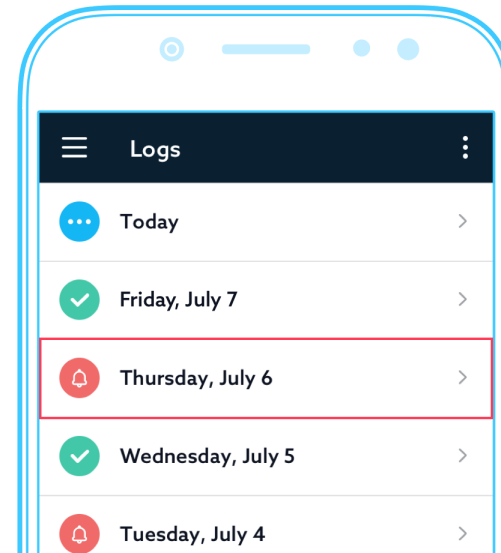 Logs
Today
Friday, July 7
Thursday, July 6
Wednesday, July 5
Tuesday, July 4